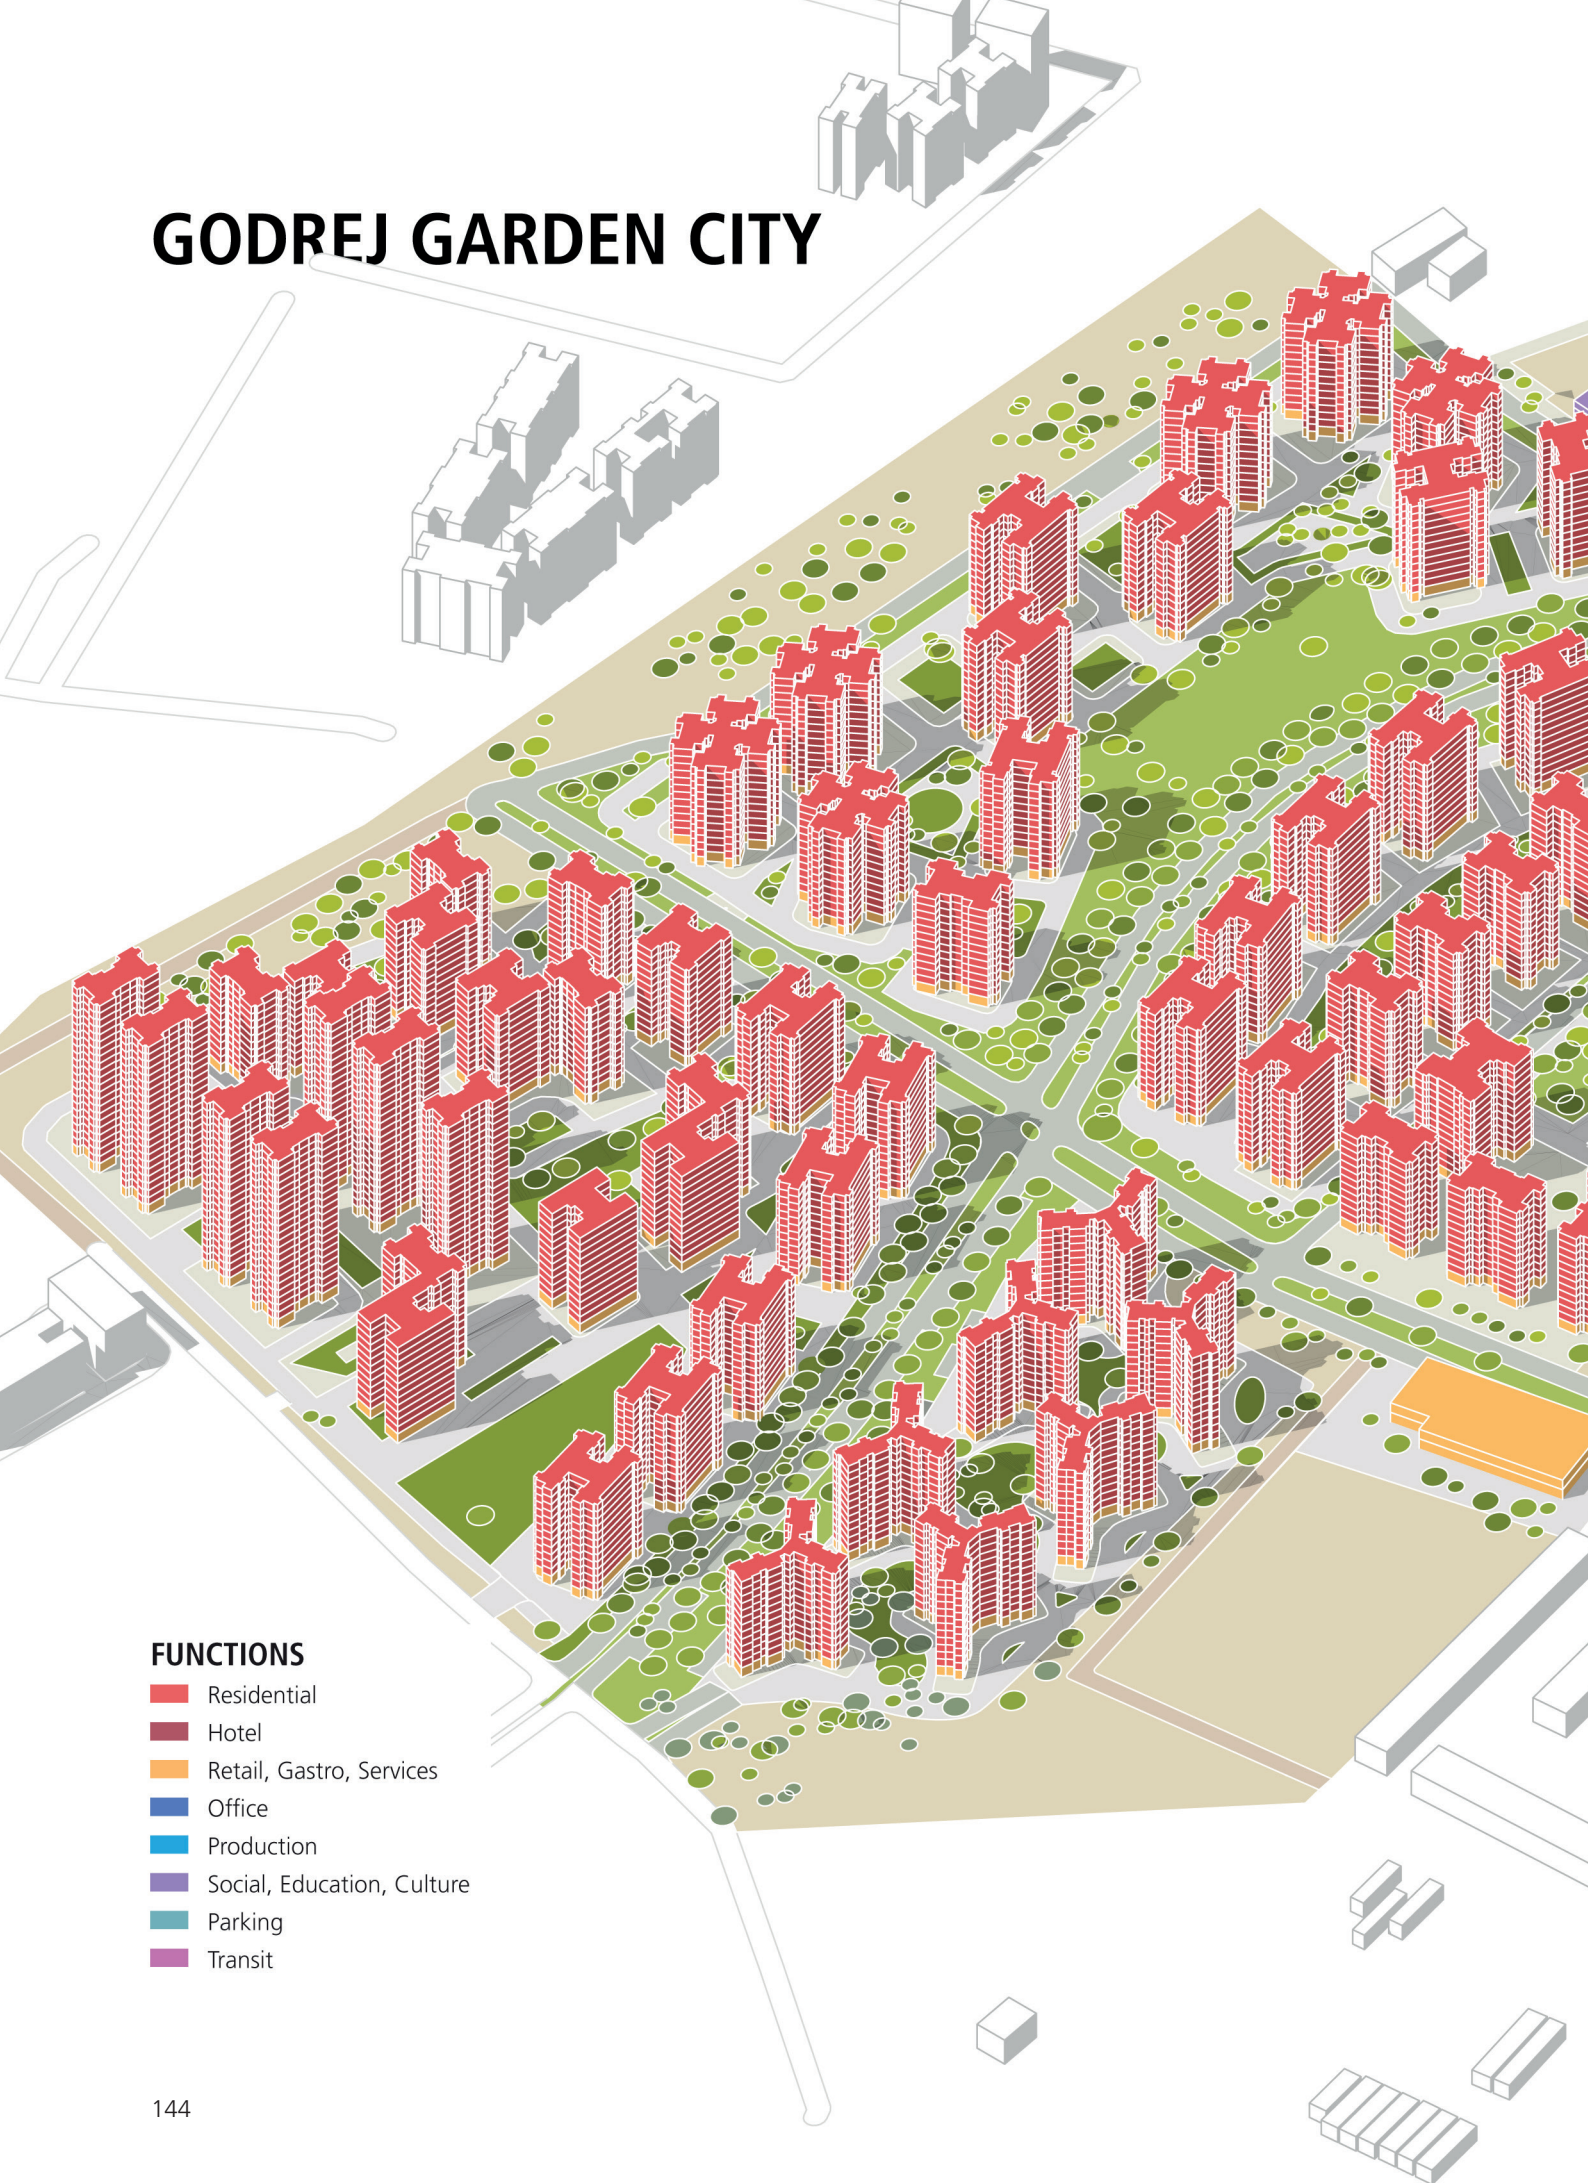 GODREJ GARDEN CITY
FUNCTIONS
Residential
Hotel
Retail, Gastro, Services
Office
Production
Social, Education, Culture
Parking
Transit
144